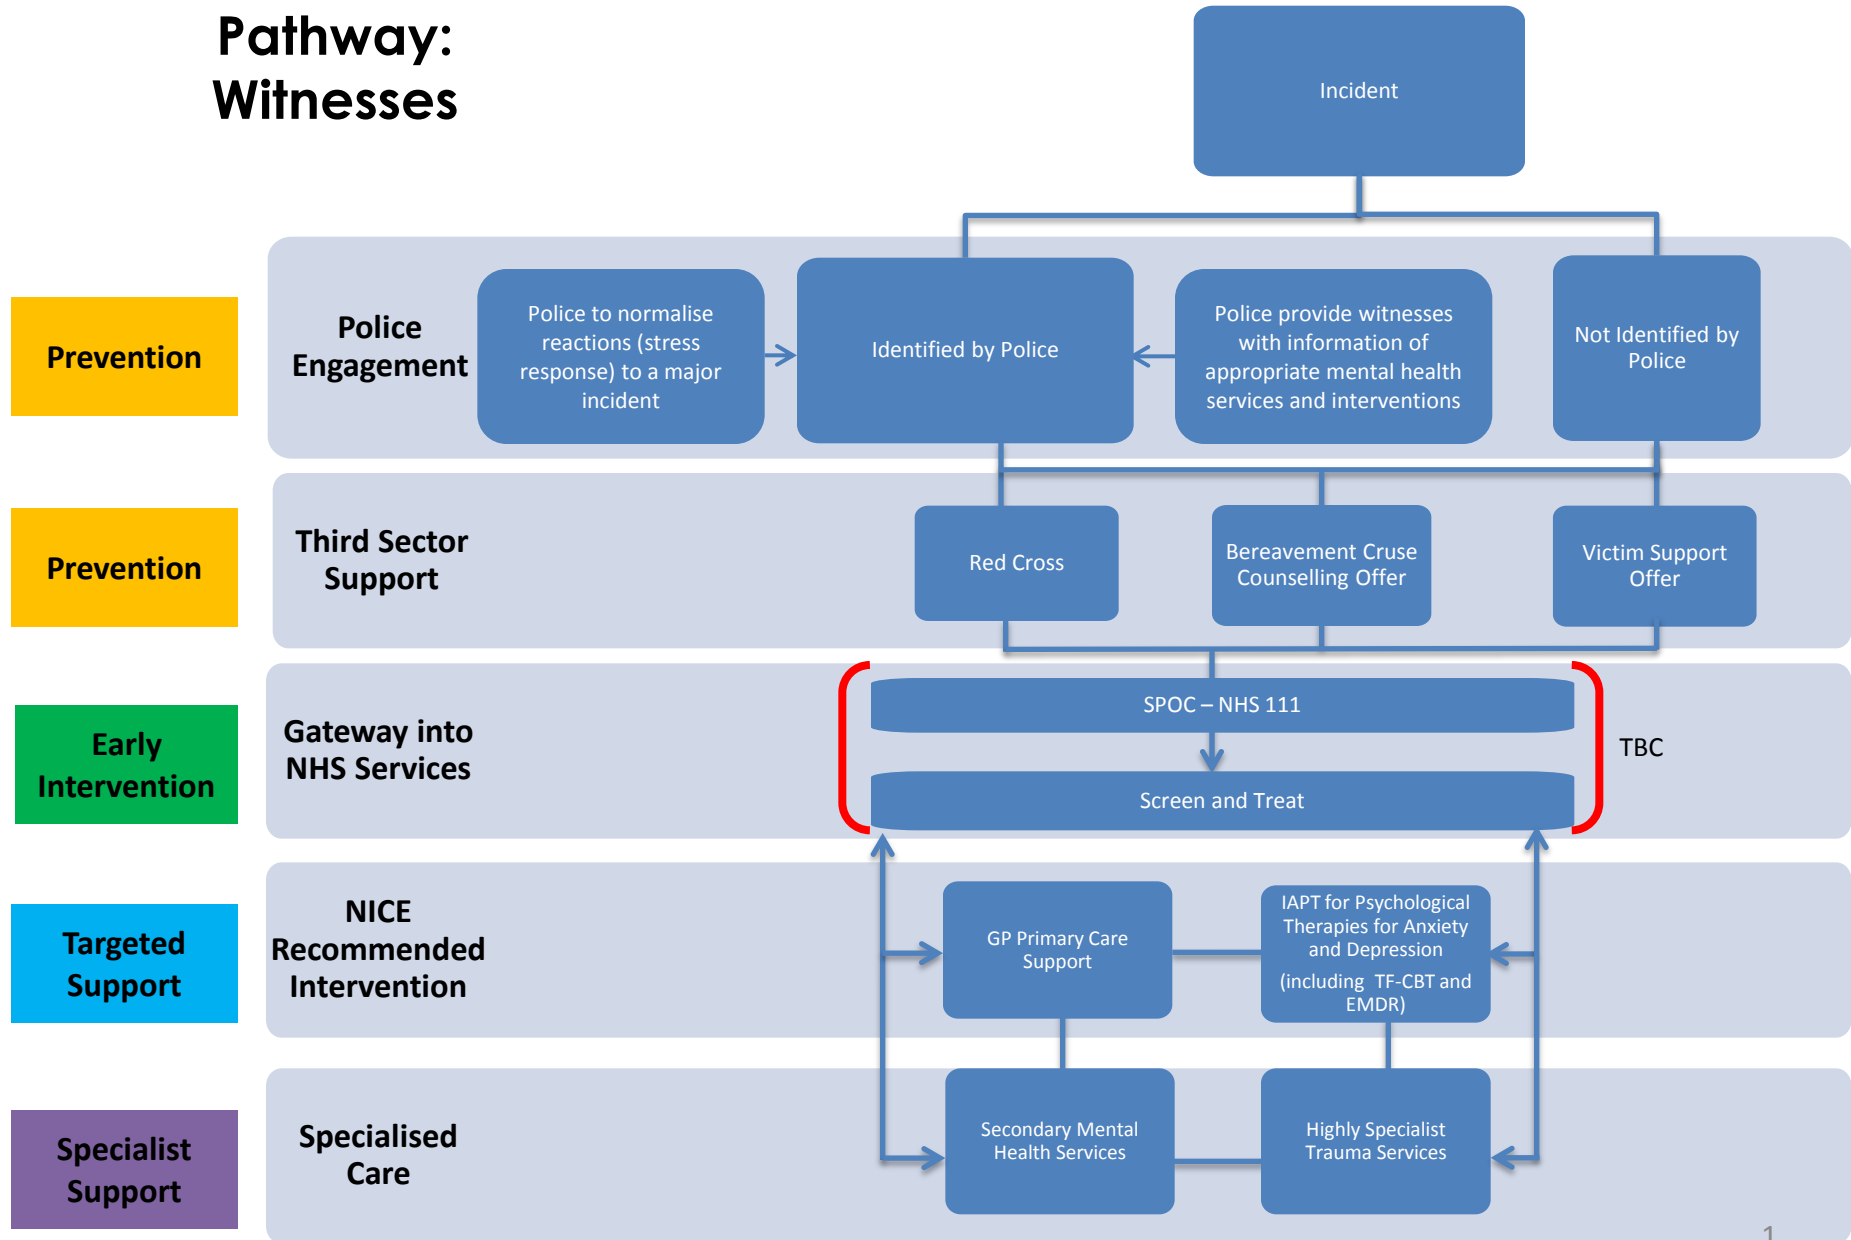 Pathway:
Witnesses
Incident
Prevention
Police
Engagement
Police to normalise
reactions (stress
response) to a major
incident
Identified by Police
Police provide witnesses
with information of
appropriate mental health
services and interventions
Not Identified by
Police
Prevention
Third Sector
Support
Red Cross
Bereavement Cruse
Counselling Offer
Victim Support
Offer
Early
Intervention
Gateway into
NHS Services
SPOC – NHS 111
Screen and Treat
TBC
Targeted
Support
NICE
Recommended
Intervention
GP Primary Care
Support
IAPT for Psychological
Therapies for Anxiety
and Depression
(including TF-CBT and
EMDR)
Specialist
Support
Specialised
Care
Secondary Mental
Health Services
Highly Specialist
Trauma Services
1